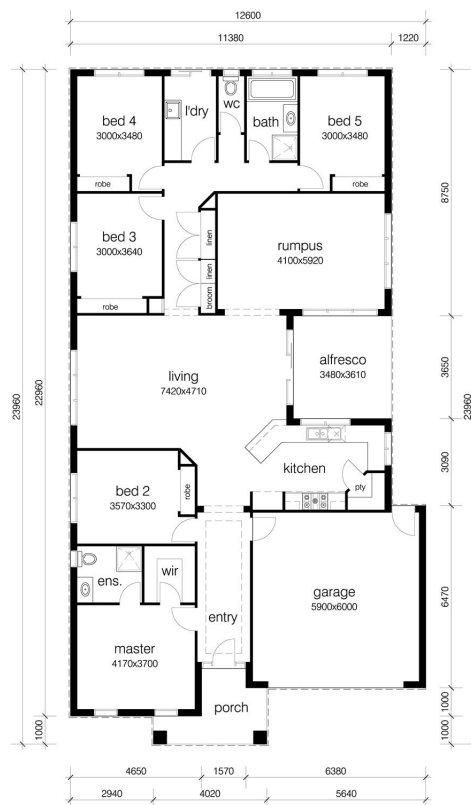 12600
11380 1220
bed 4
3000x3480
l'dry
wc
bath
bed 5
3000x3480
robe
robe
8750
bed 3
3000x3640
linen
rumpus
4100x5920
linen
broom
robe
23960
22960
living
7420x4710
alfresco
3480x3610
3650
23960
kitchen
3090
pty
bed 2
3570x3300
robe
ens.
wir
garage
5900x6000
6470
entry
master
4170x3700
porch
1000
1000
1000
4650 1570 6380
2940 4020 5640